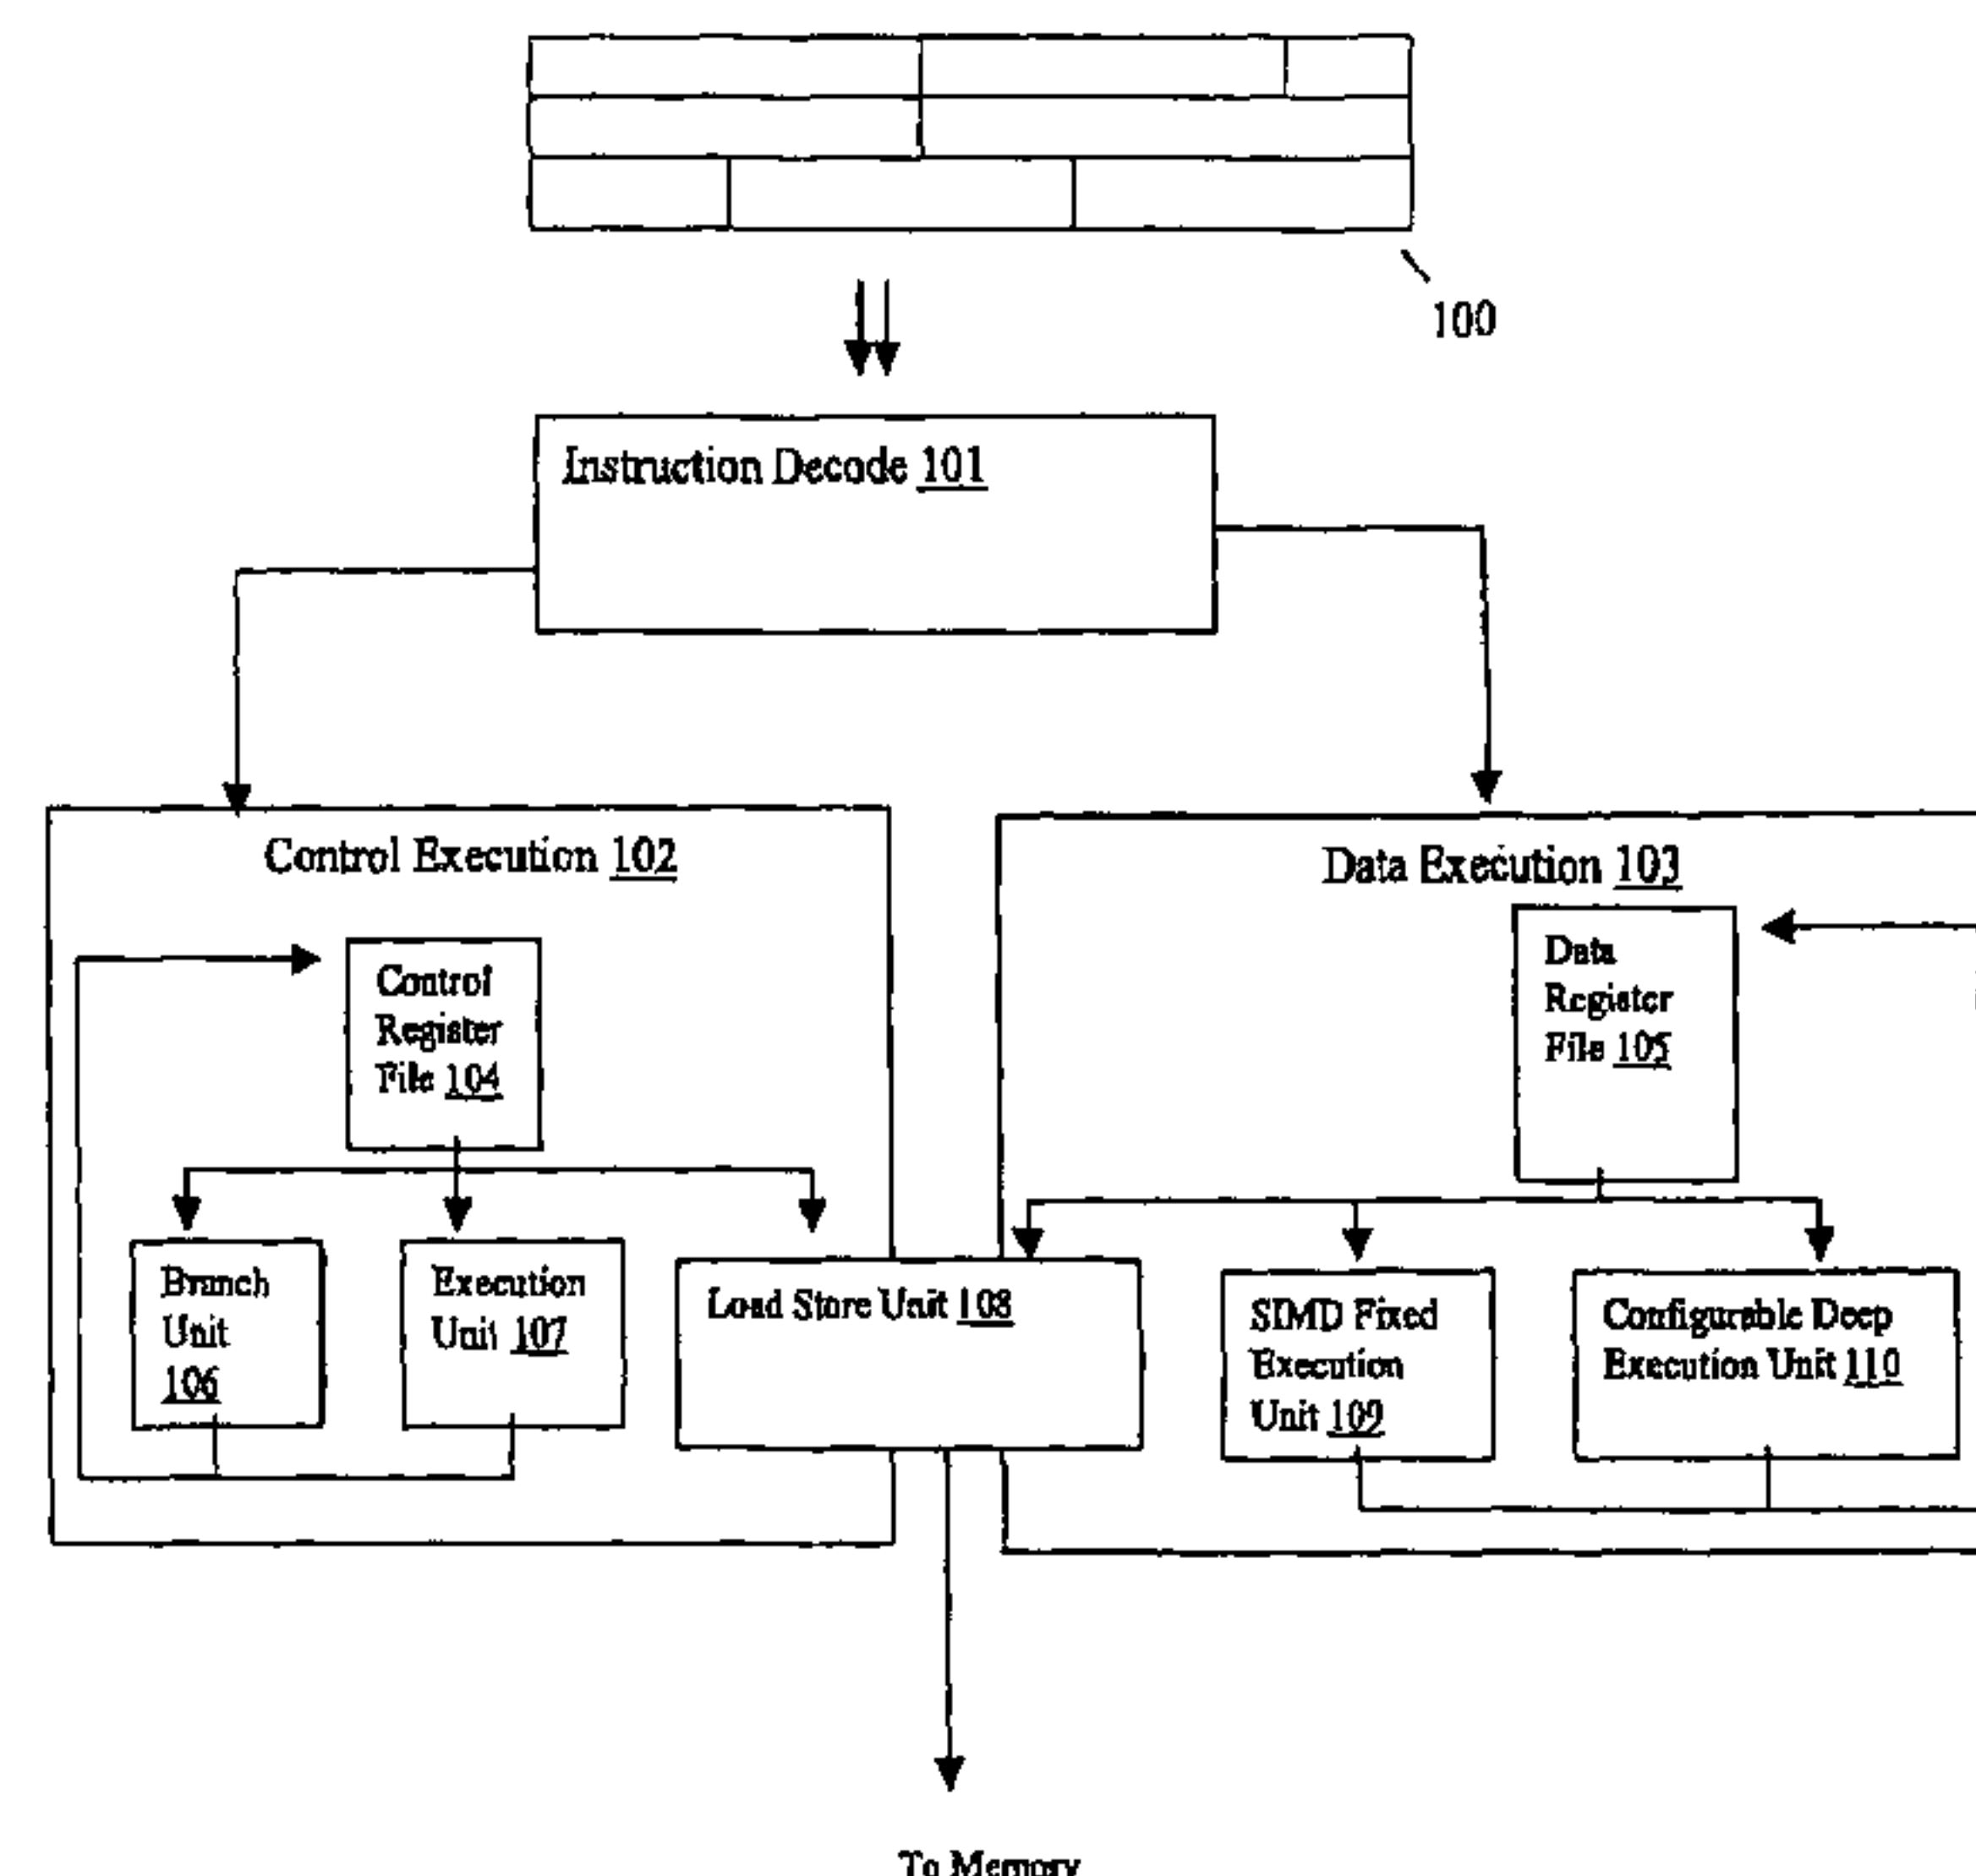 100
Instruction Decode 101
Control Execution 102
Data Execution 103
Control
Register
File 104
Data
Register
File 105
Branch
Unit
106
Execution
Unit 107
Load Store Unit 108
SIMD Fixed
Execution
Unit 109
Configurable Deep
Execution Unit 110
To Memory